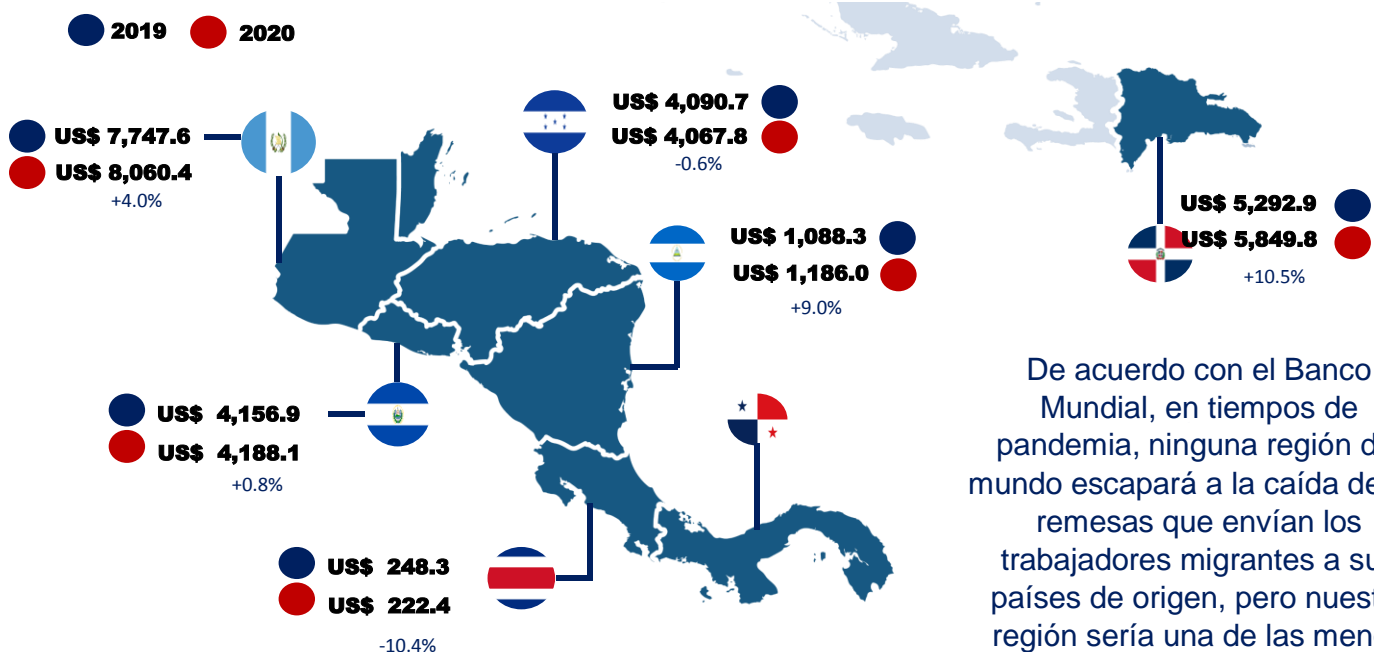 2019 2020
US$ 7,747.6
US$ 8,060.4
+4.0%
US$ 4,090.7
US$ 4,067.8
-0.6%
US$ 5,292.9
US$ 5,849.8
+10.5%
US$ 1,088.3
US$ 1,186.0
+9.0%
US$ 4,156.9
US$ 4,188.1
+0.8%
US$ 248.3
US$ 222.4
-10.4%
De acuerdo con el Banco
Mundial, en tiempos de
pandemia, ninguna región
mundo escapará a la caída
remesas que envían los
trabajadores migrantes a
países de origen, pero
región sería una de las